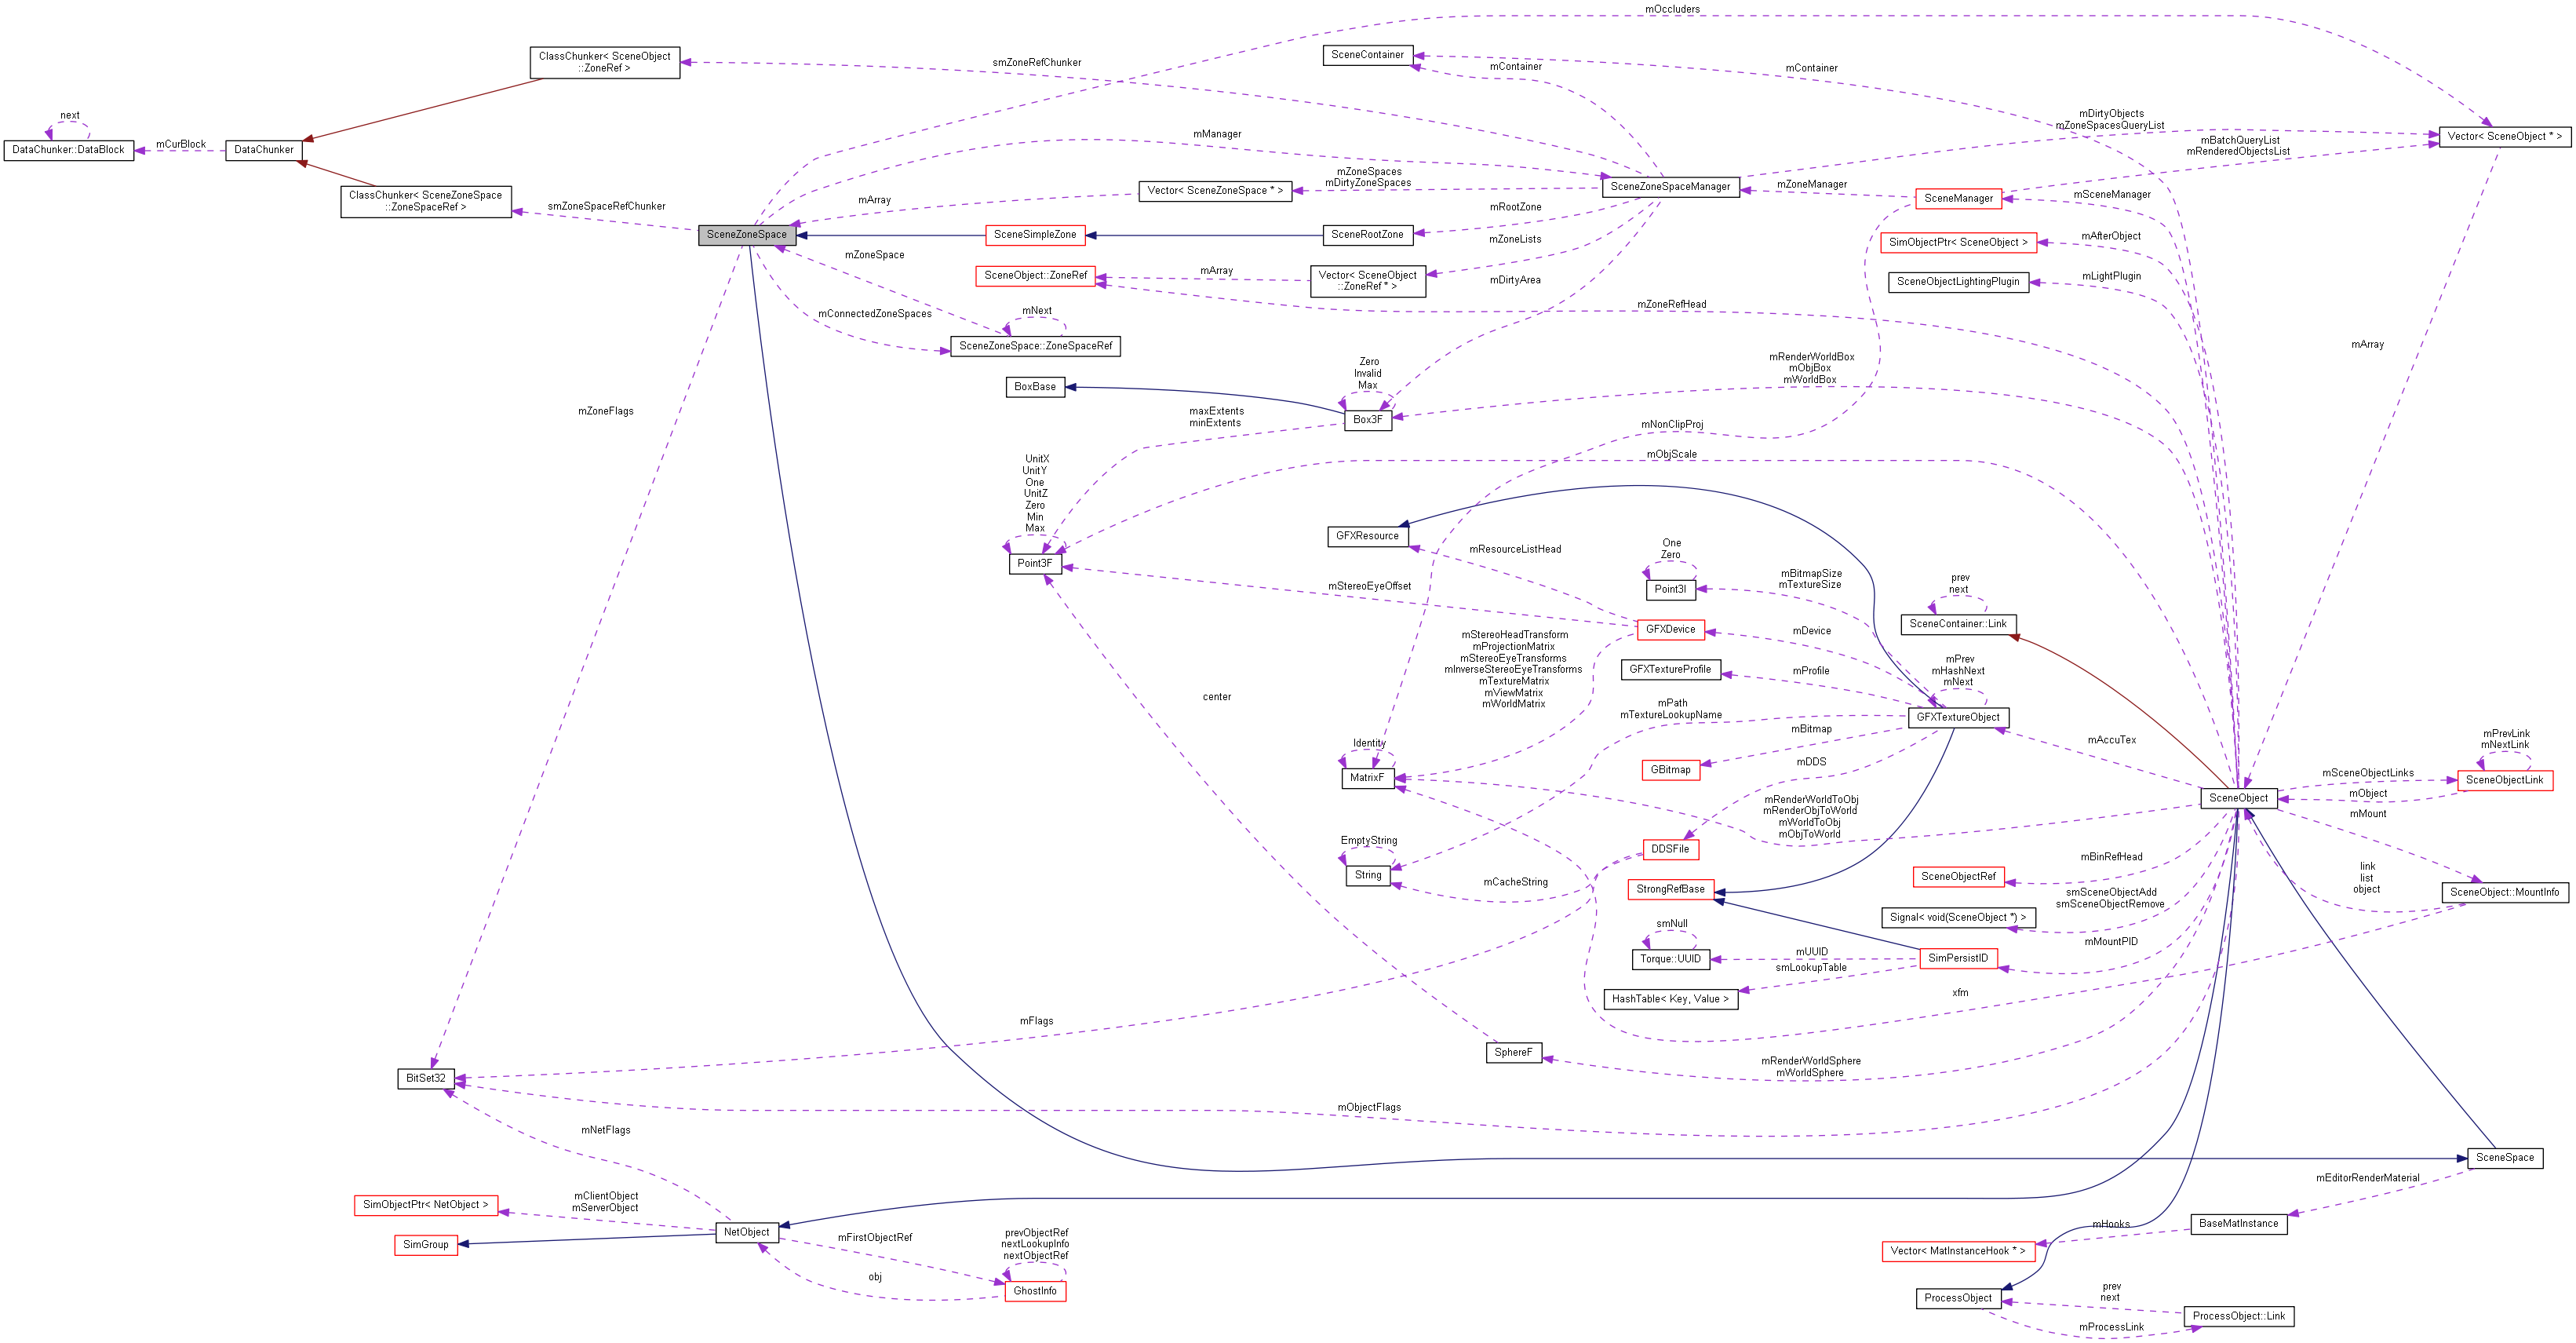 mOccluders
ClassChunker< SceneObject
::ZoneRef >
smZoneRefChunker
SceneContainer
mContainer
mContainer
next
DataChunker::DataBlock
mCurBlock
DataChunker
mManager
mDirtyObjects
mZoneSpacesQueryList
Vector< SceneObject * >
mBatchQueryList
mRenderedObjectsList
ClassChunker< SceneZoneSpace
::ZoneSpaceRef >
smZoneSpaceRefChunker
mArray
Vector< SceneZoneSpace * >
mZoneSpaces
mDirtyZoneSpaces
SceneZoneSpaceManager
mZoneManager
SceneManager
mSceneManager
SceneZoneSpace
SceneSimpleZone
SceneRootZone
mRootZone
SimObjectPtr< SceneObject >
mAfterObject
mZoneSpace
mZoneLists
SceneObject::ZoneRef
mArray
Vector< SceneObject
::ZoneRef * >
mDirtyArea
SceneObjectLightingPlugin
mLightPlugin
mConnectedZoneSpaces
mNext
SceneZoneSpace::ZoneSpaceRef
mZoneRefHead
mArray
BoxBase
Zero
Invalid
Max
Box3F
mRenderWorldBox
mObjBox
mWorldBox
mZoneFlags
maxExtents
minExtents
mNonClipProj
mObjScale
UnitX
UnitY
One
UnitZ
Zero
Min
Max
Point3F
GFXResource
mResourceListHead
mStereoEyeOffset
One
Zero
Point3I
mBitmapSize
mTextureSize
prev
next
SceneContainer::Link
GFXDevice
mDevice
mStereoHeadTransform
mProjectionMatrix
mStereoEyeTransforms
mInverseStereoEyeTransforms
mTextureMatrix
mViewMatrix
mWorldMatrix
GFXTextureProfile
mProfile
mPrev
mHashNext
mNext
GFXTextureObject
center
mPath
mTextureLookupName
mBitmap
mAccuTex
mPrevLink
mNextLink
SceneObjectLink
mSceneObjectLinks
mObject
Identity
MatrixF
GBitmap
mDDS
mRenderWorldToObj
mRenderObjToWorld
mWorldToObj
mObjToWorld
SceneObject
mMount
EmptyString
String
DDSFile
mCacheString
StrongRefBase
mBinRefHead
SceneObjectRef
link
list
object
SceneObject::MountInfo
smSceneObjectAdd
smSceneObjectRemove
Signal< void(SceneObject *) >
smNull
Torque::UUID
mUUID
smLookupTable
SimPersistID
mMountPID
HashTable< Key, Value >
xfm
mFlags
SphereF
mRenderWorldSphere
mWorldSphere
BitSet32
mObjectFlags
mNetFlags
SceneSpace
mEditorRenderMaterial
SimObjectPtr< NetObject >
mClientObject
mServerObject
SimGroup
NetObject
mFirstObjectRef
obj
prevObjectRef
nextLookupInfo
nextObjectRef
GhostInfo
BaseMatInstance
mHooks
Vector< MatInstanceHook * >
ProcessObject
prev
next
ProcessObject::Link
mProcessLink